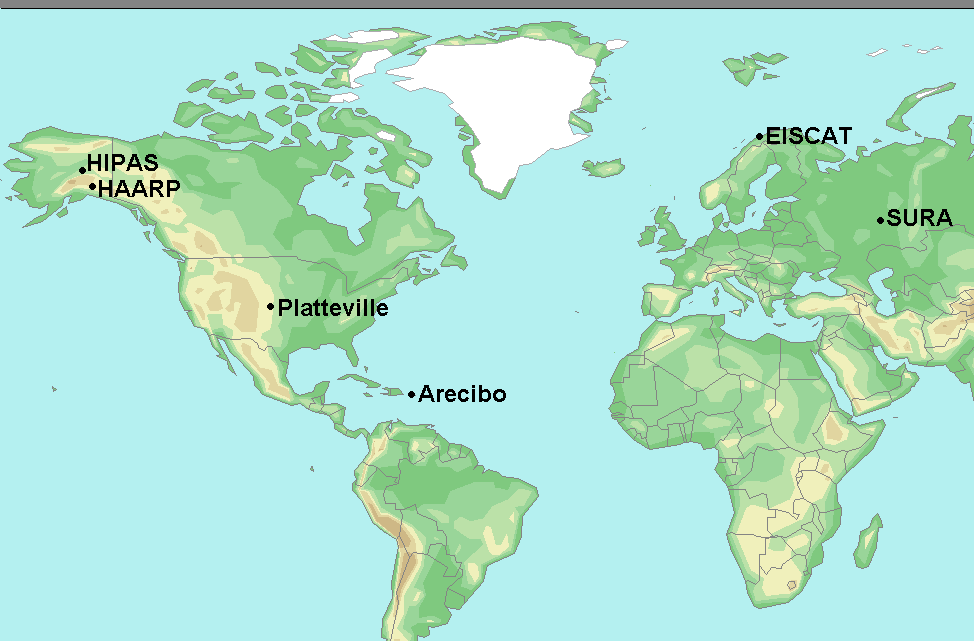 EISCAT
HIPAS
HAARP
SURA
Platteville
Arecibo